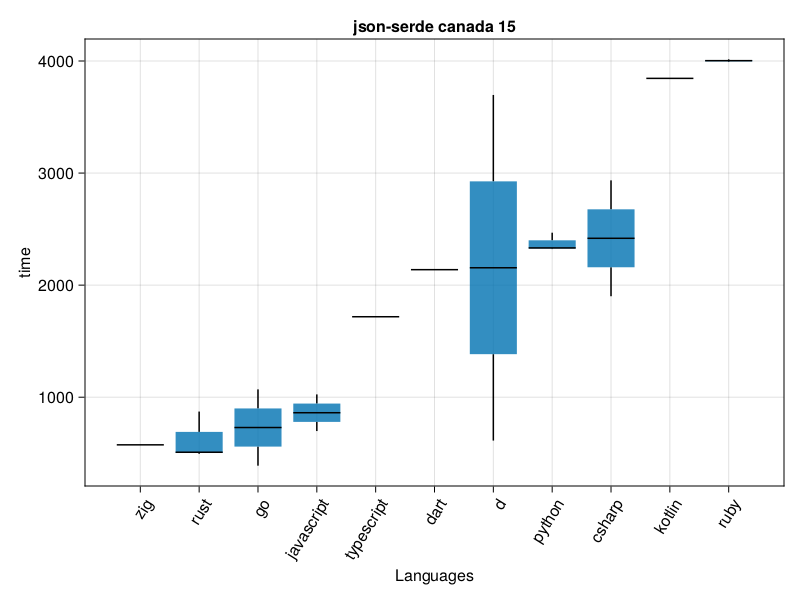 json-serde canada 15
time
4000
3000
2000
1000
zig
rust
go
javascript
typescript
dart
d
python
csharp
kotlin
ruby
Languages